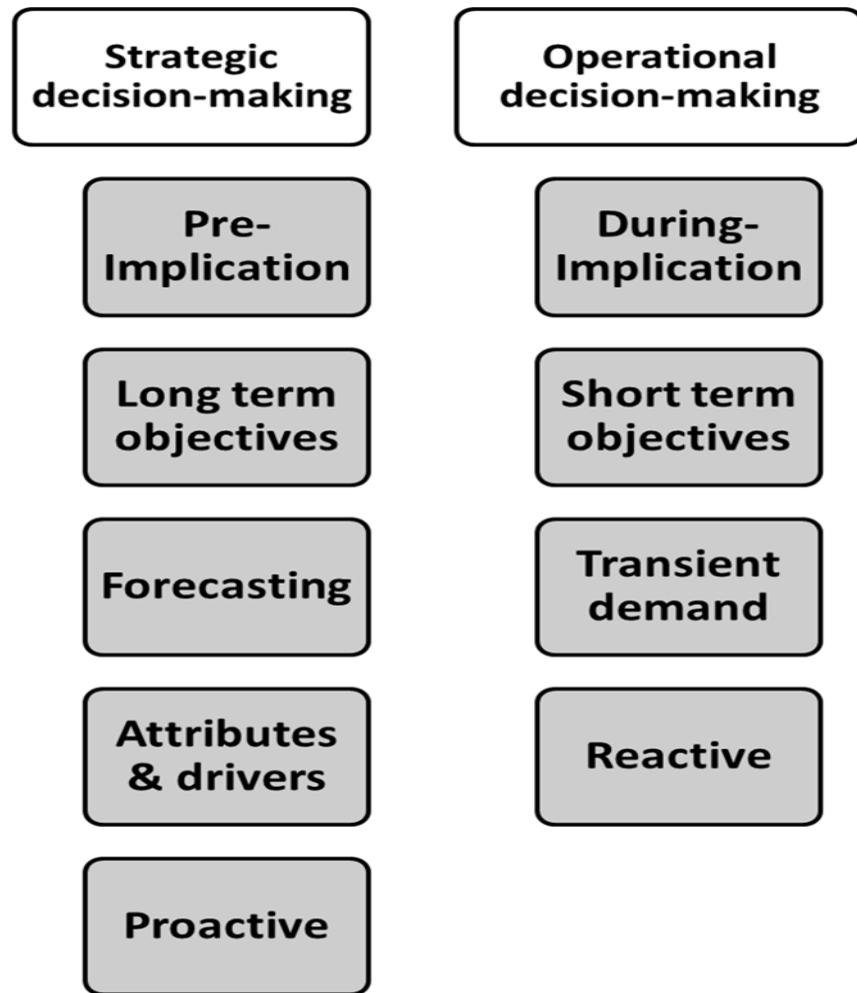 Strategic
decision-making
Pre-
Implication
Long term
objectives
Forecasting
Attributes
& drivers
Proactive
Operational
decision-making
During-
Implication
Short term
objectives
Transient
demand
Reactive